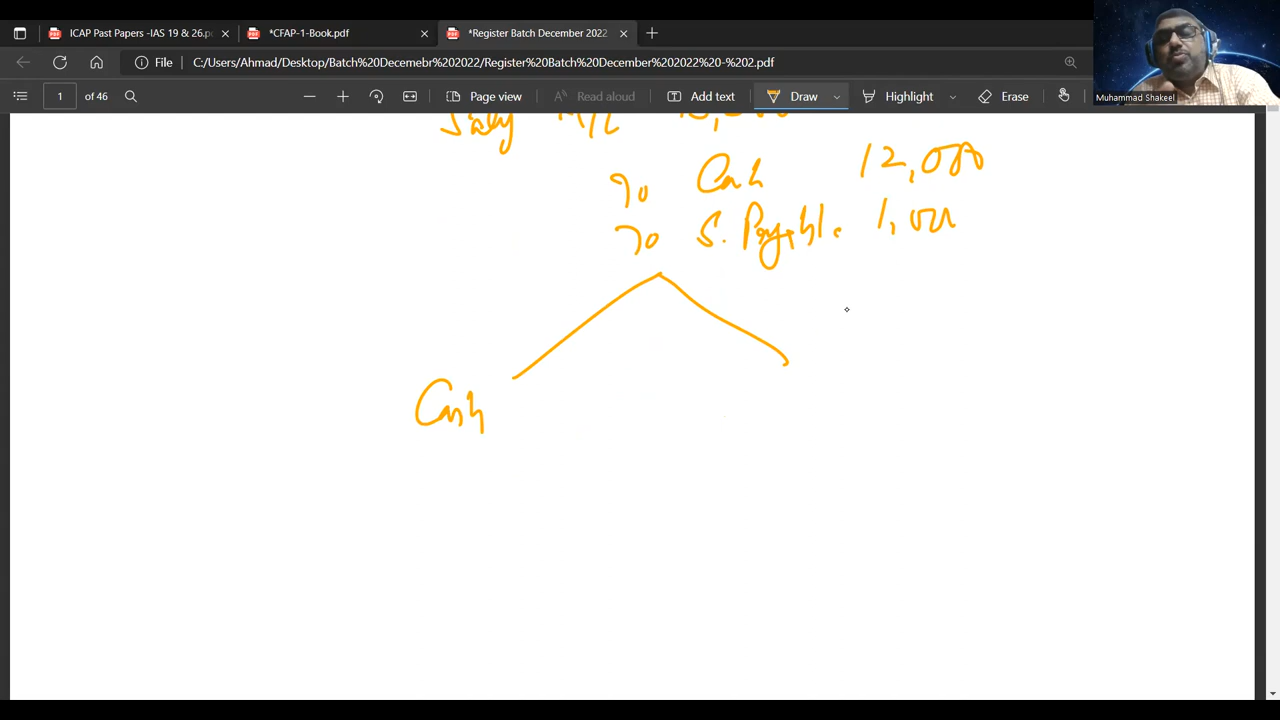 ICAP Past Papers -IAS 19 & 26.p
*CFAP-1-Book.pdf
*Register Batch December 2022
File C:/Users/Ahmad/Desktop/Batch%20Decemebr%202022/Register%20Batch%20December%202022%20-%202.pdf
1 of 46
Page view
Read aloud
Add text
Draw
Highlight
Erase
Muhammad Shakeel
To Cash 12,000
To S. Payable 1,000
Cash